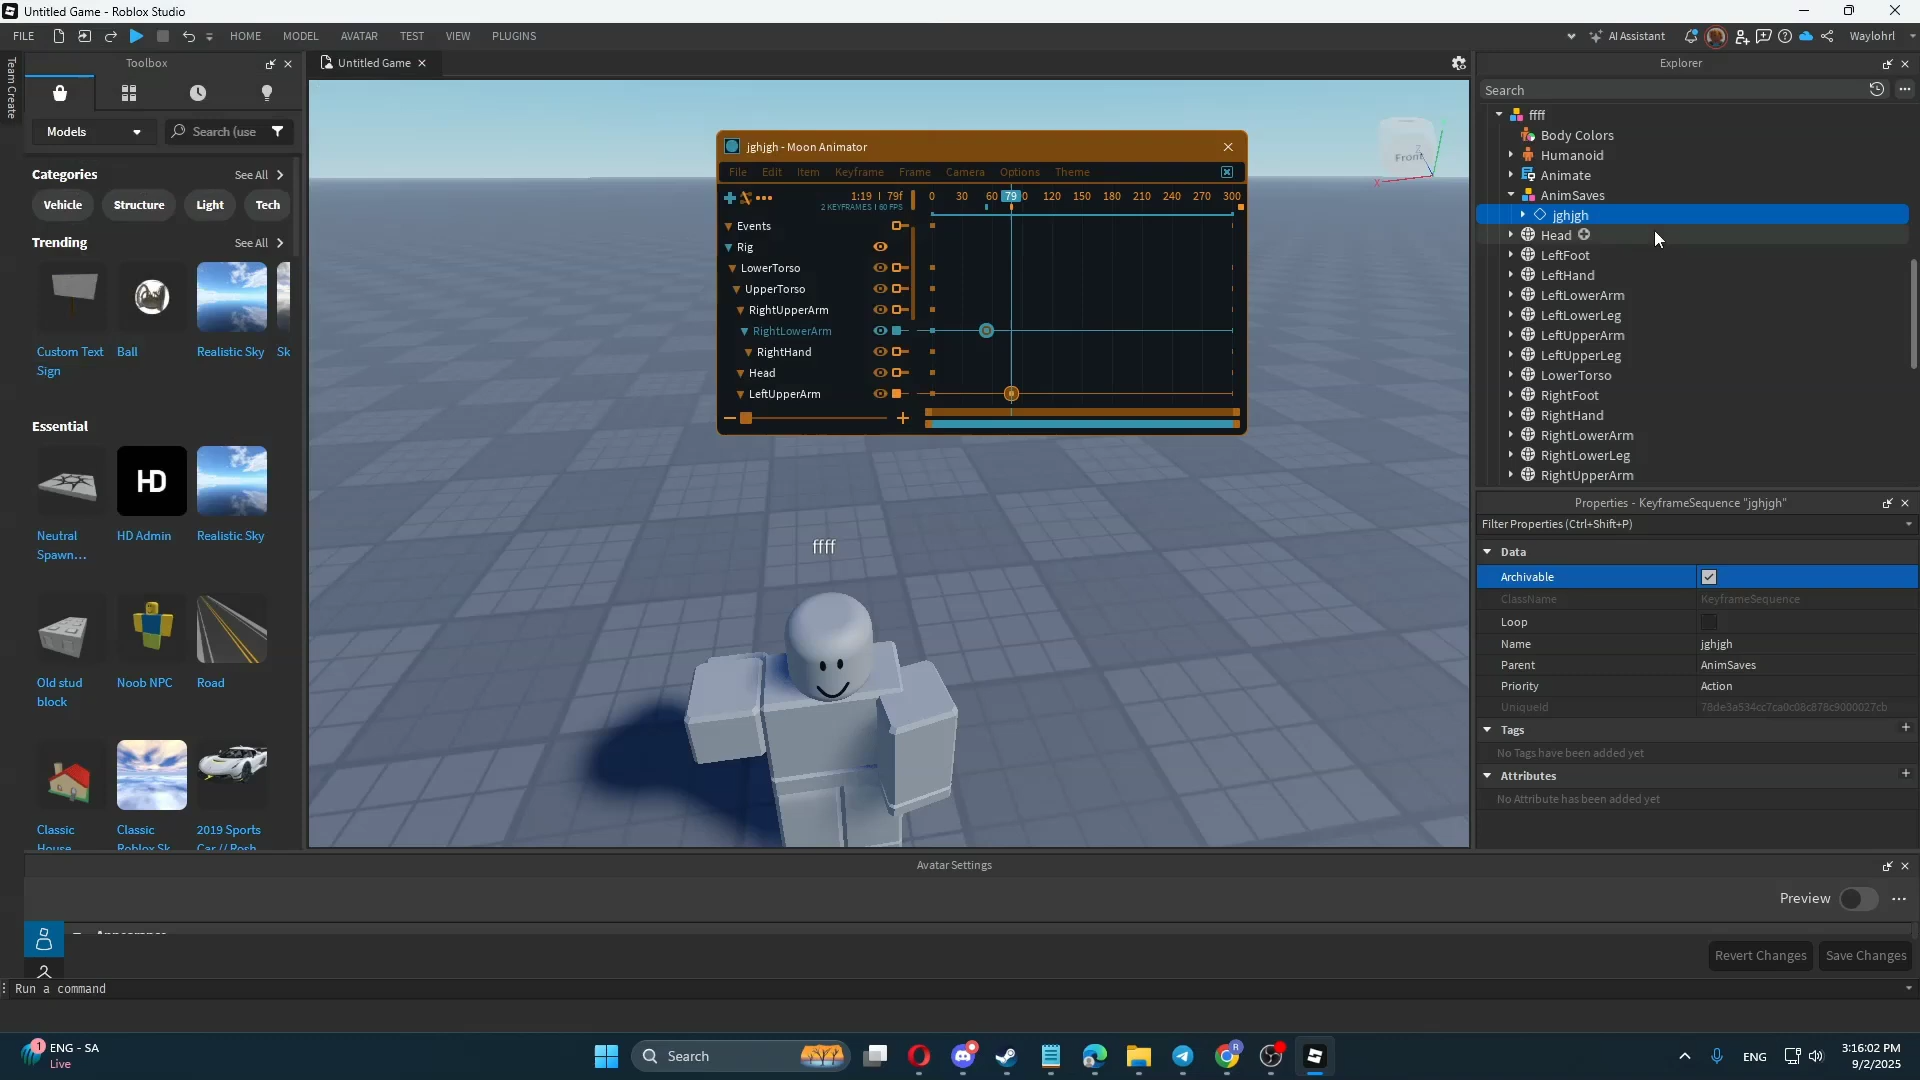 Untitled Game - Roblox Studio
FILE
HOME
MODEL
AVATAR
TEST
VIEW
PLUGINS
AI Assistant
Waylohrl
Team Create
Toolbox
Models
Search (use
Categories
See All
Vehicle
Structure
Light
Tech
Trending
See All
Custom Text
Sign
Ball
Realistic Sky
Sk
Essential
HD
Neutral
Spawn...
HD Admin
Realistic Sky
Old stud
block
Noob NPC
Road
Classic
House
Classic
Roblox Sk
2019 Sports
Car // Rosh
Untitled Game
Front
X
Z
jghjgh - Moon Animator
File
Edit
Item
Keyframe
Frame
Camera
Options
Theme
1:19 | 79f
2 KEYFRAMES | 60 FPS
0
30
60
79
0
120
150
180
210
240
270
300
Events
Rig
LowerTorso
UpperTorso
RightUpperArm
RightLowerArm
RightHand
Head
LeftUpperArm
ffff
Explorer
Search
ffff
Body Colors
Humanoid
Animate
AnimSaves
jghjgh
Head
LeftFoot
LeftHand
LeftLowerArm
LeftLowerLeg
LeftUpperArm
LeftUpperLeg
LowerTorso
RightFoot
RightHand
RightLowerArm
RightLowerLeg
RightUpperArm
Properties - KeyframeSequence "jghjgh"
Filter Properties (Ctrl+Shift+P)
Data
Archivable
ClassName
KeyframeSequence
Loop
Name
jghjgh
Parent
AnimSaves
Priority
Action
UniqueId
78de3a534cc7ca0c08c878c9000027cb
Tags
No Tags have been added yet
Attributes
No Attribute has been added yet
Avatar Settings
Preview
Appearance
Revert Changes
Save Changes
Run a command
1
ENG - SA
Live
Search
R
ENG
3:16:02 PM
9/2/2025